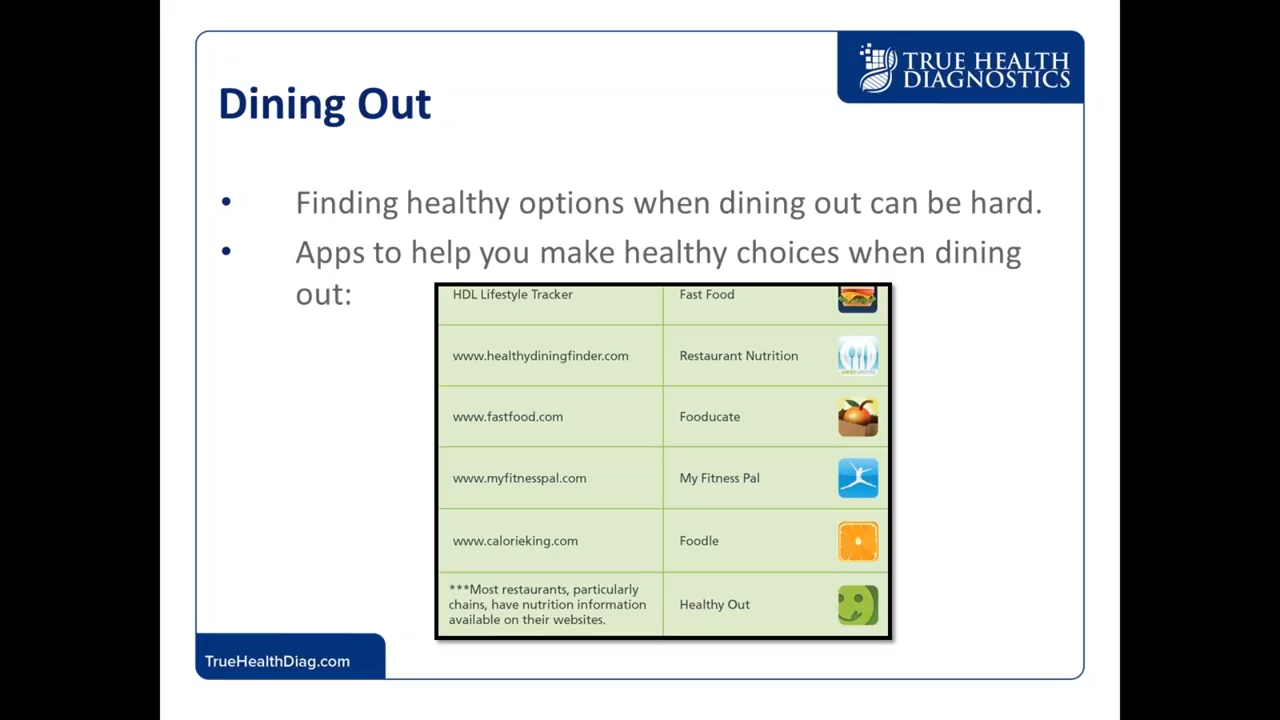 TRUE HEALTH
DIAGNOSTICS
Dining Out
• Finding healthy options when dining out can be hard.
• Apps to help you make healthy choices when dining
out:
HDL Lifestyle Tracker
Fast Food
www.healthydiningfinder.com
Restaurant Nutrition
www.fastfood.com
Fooducate
www.myfitnesspal.com
My Fitness Pal
www.calorieking.com
Foodle
***Most restaurants, particularly
chains, have nutrition information
available on their websites.
Healthy Out
TrueHealthDiag.com